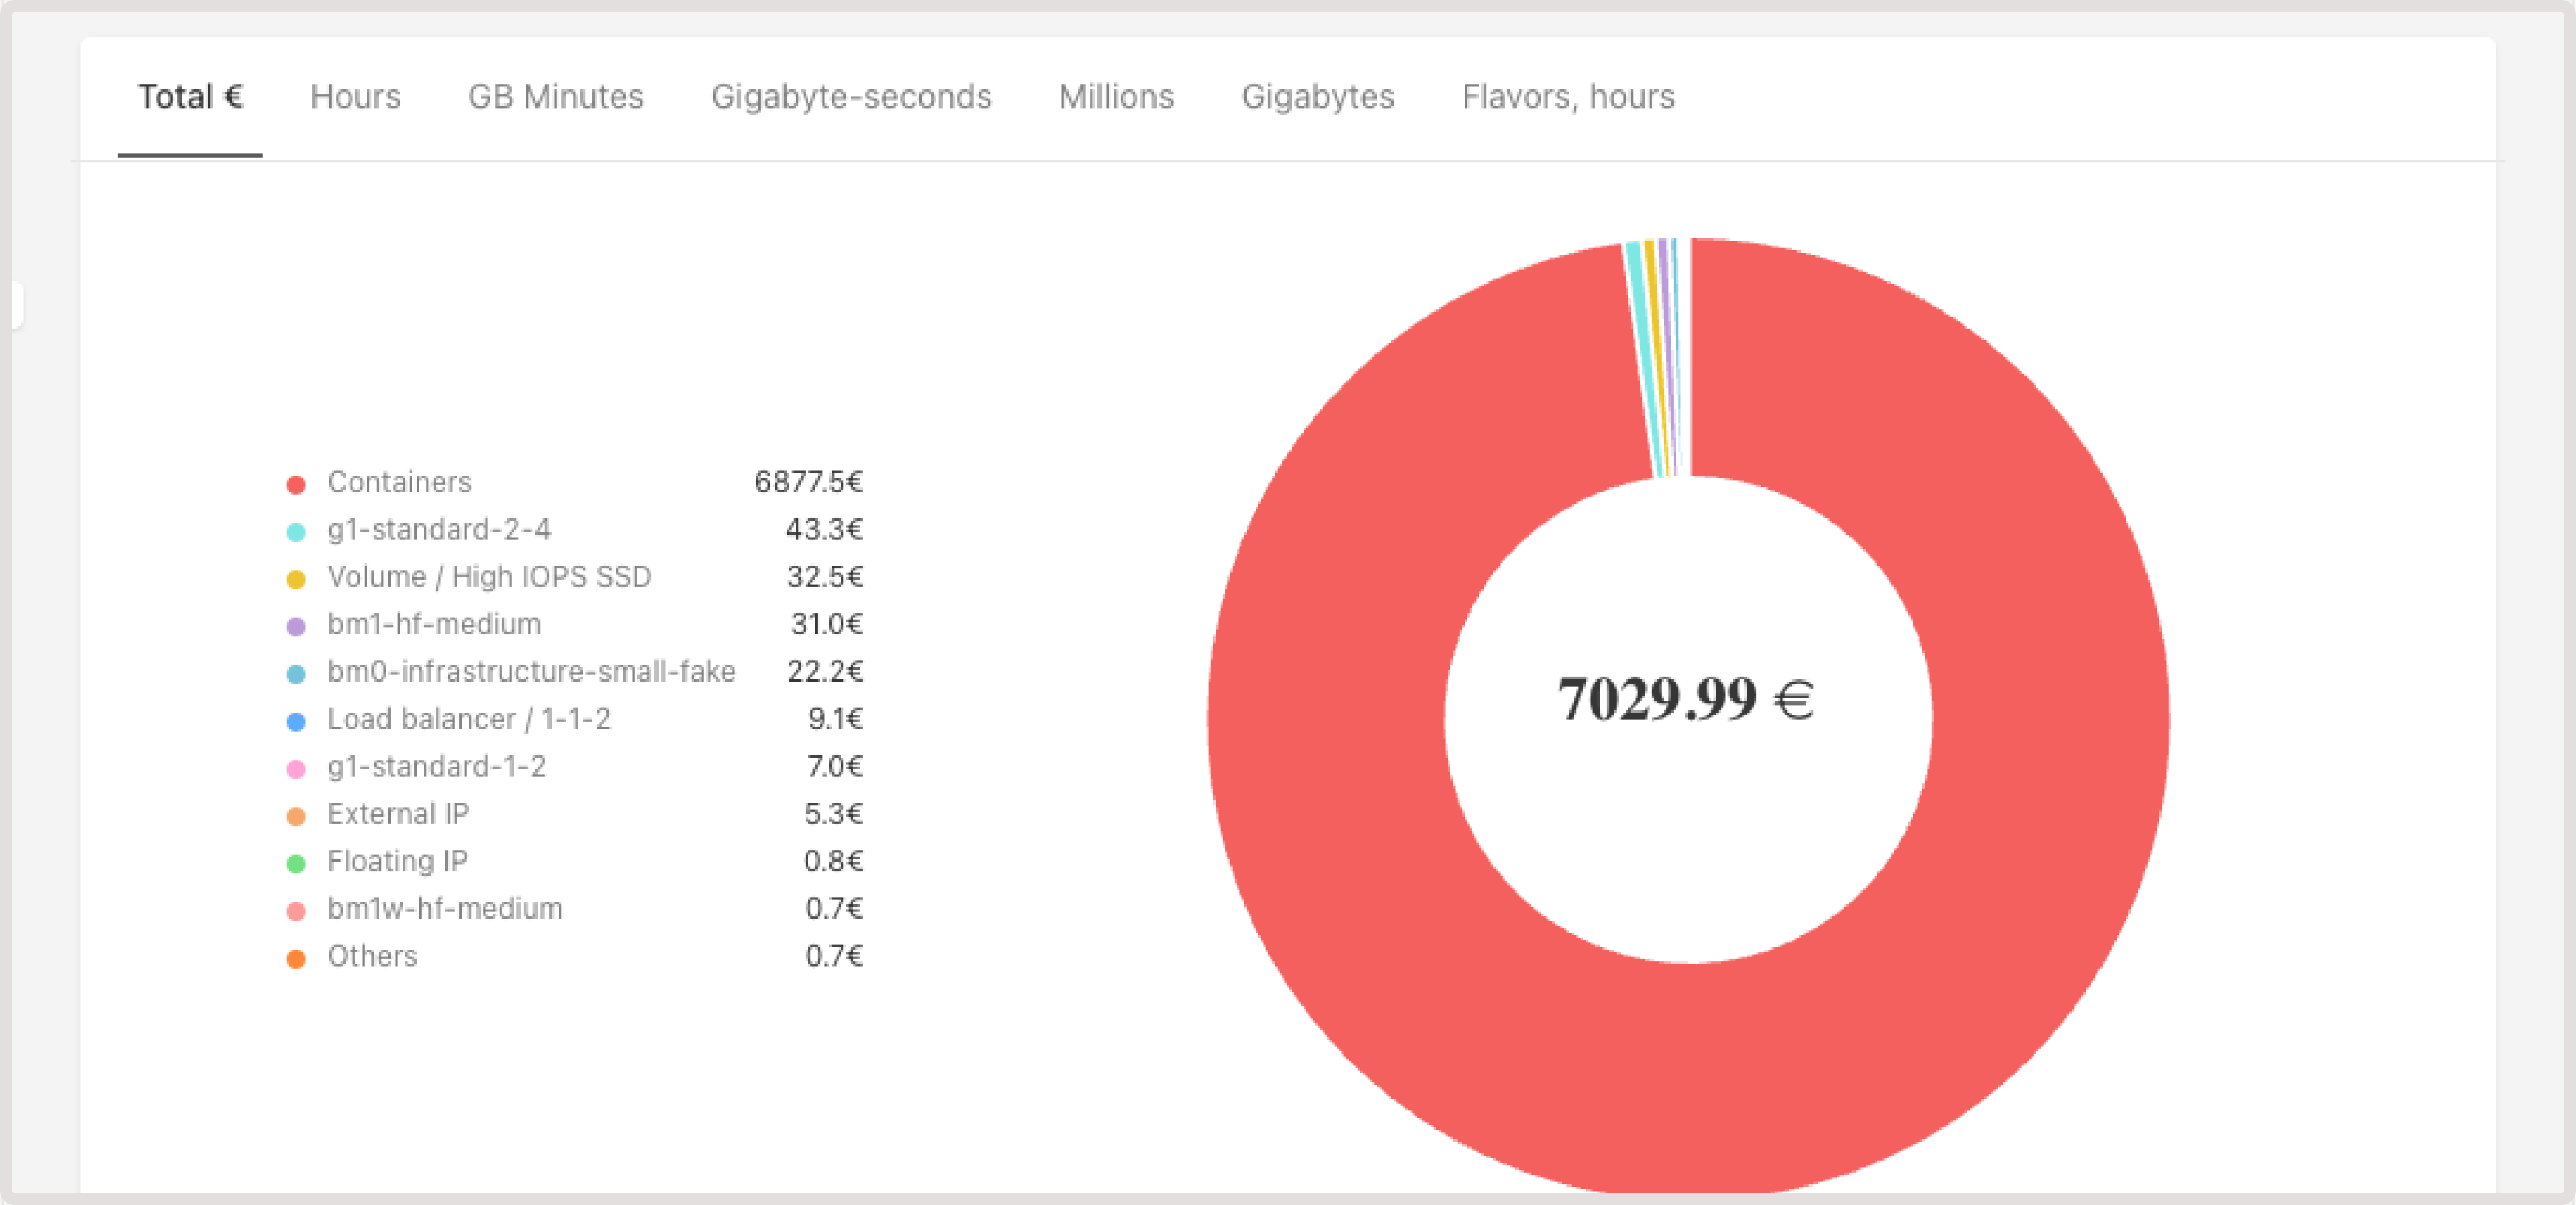 Total € Hours GB Minutes Gigabyte-seconds Millions Gigabytes Flavors, hours
Containers 6877.5€
g1-standard-2-4 43.3€
Volume / High IOPS SSD 32.5€
bm1-hf-medium 31.0€
bm0-infrastructure-small-fake 22.2€
Load balancer / 1-1-2 9.1€
g1-standard-1-2 7.0€
External IP 5.3€
Floating IP 0.8€
bm1w-hf-medium 0.7€
Others 0.7€
7029.99 €